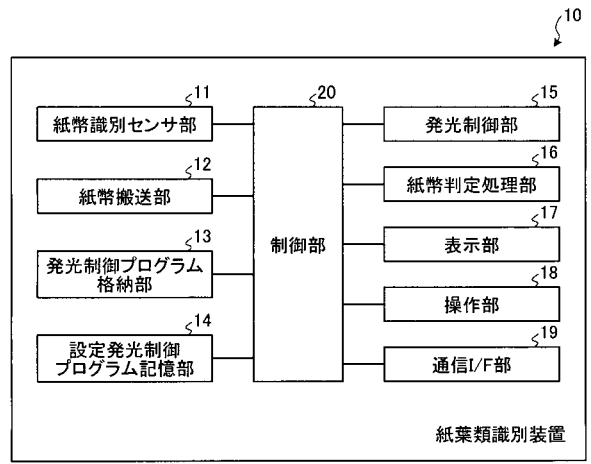 10
11
紙幣識別センサ部
12
紙幣搬送部
13
発光制御プログラム
格納部
14
設定発光制御
プログラム記憶部
20
制御部
15
発光制御部
16
紙幣判定処理部
17
表示部
18
操作部
19
通信I/F部
紙葉類識別装置